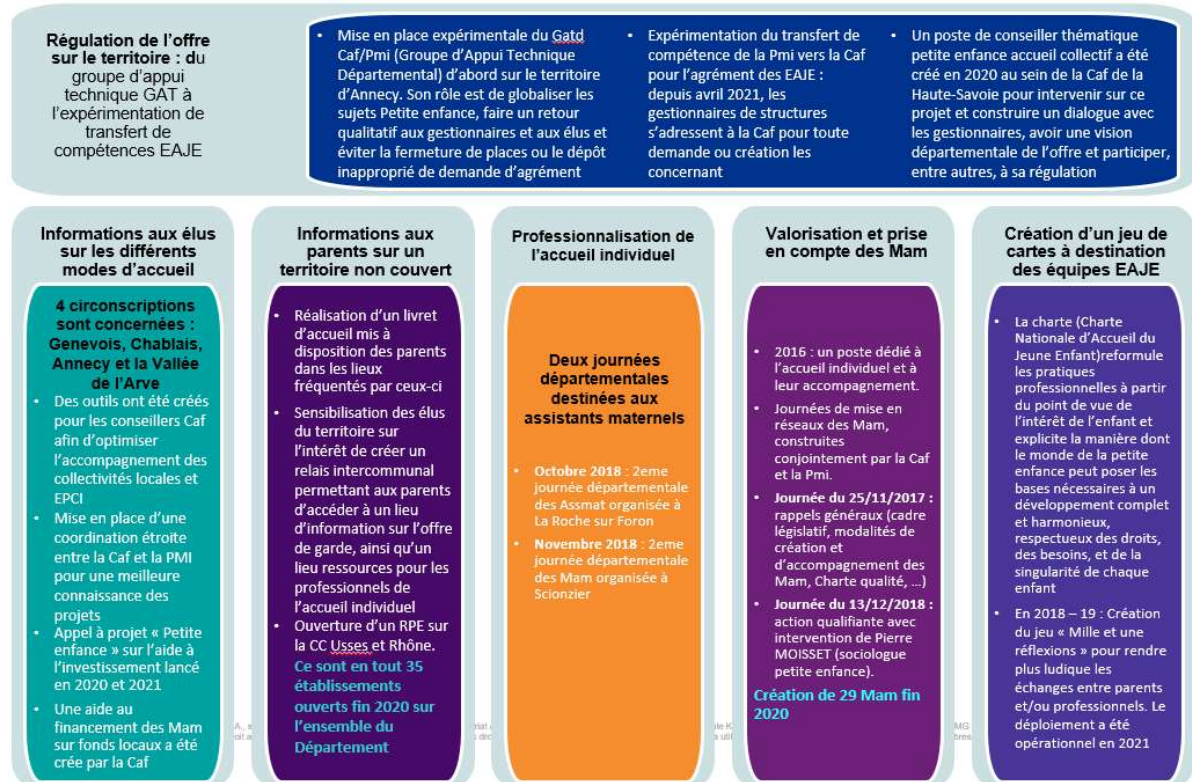 Régulation de l'offre
sur le territoire : du
groupe d'appui
technique GAT à
l'expérimentation de
transfert de
compétences EAJE
• Mise en place expérimentale du Gatd
Caf/Pmi (Groupe d'Appui Technique
Départemental) d'abord sur le territoire
d'Annecy. Son rôle est de globaliser les
sujets Petite enfance, faire un retour
qualitatif aux gestionnaires et aux élus et
éviter la fermeture de places ou le dépôt
inapproprié de demande d'agrément
• Expérimentation du transfert de
compétence de la Pmi vers la Caf
pour l'agrément des EAJE :
depuis avril 2021, les
gestionnaires de structures
s'adressent à la Caf pour toute
demande ou création les
concernant
• Un poste de conseiller thématique
petite enfance accueil collectif a été
créé en 2020 au sein de la Caf de la
Haute-Savoie pour intervenir sur ce
projet et construire un dialogue avec
les gestionnaires, avoir une vision
départementale de l'offre et participer,
entre autres, à sa régulation
Informations aux élus
sur les différents
modes d'accueil
4 circonscriptions
sont concernées :
Genevois, Chablais,
Annecy et la Vallée
de l'Arve
• Des outils ont été créés
pour les conseillers Caf
afin d'optimiser
l'accompagnement des
collectivités locales et
EPCI
• Mise en place d'une
coordination étroite
entre la Caf et la PMI
pour une meilleure
connaissance des
projets
• Appel à projet « Petite
enfance » sur l'aide à
l'investissement lancé
en 2020 et 2021
• Une aide au
financement des Mam
sur fonds locaux a été
crée par la Caf
Informations aux
parents sur un
territoire non couvert
• Réalisation d'un livret
d'accueil mis à
disposition des parents
dans les lieux
fréquentés par ceux-ci
• Sensibilisation des élus
du territoire sur
l'intérêt de créer un
relais intercommunal
permettant aux parents
d'accéder à un lieu
d'information sur l'offre
de garde, ainsi qu'un
lieu ressources pour les
professionnels de
l'accueil individuel
• Ouverture d'un RPE sur
la CC Usses et Rhône.
Ce sont en tout 35
établissements
ouverts fin 2020 sur
l'ensemble du
Département
Professionnalisation de
l'accueil individuel
Deux journées
départementales
destinées aux
assistants maternels
• Octobre 2018 : 2eme
journée départementale
des Assmat organisée à
La Roche sur Foron
• Novembre 2018 : 2eme
journée départementale
des Mam organisée à
Scionzier
Valorisation et prise
en compte des Mam
• 2016 : un poste dédié à
l'accueil individuel et à
leur accompagnement.
• Journées de mise en
réseaux des Mam,
construites
conjointement par la Caf
et la Pmi.
• Journée du 25/11/2017 :
rappels généraux (cadre
législatif, modalités de
création et
d'accompagnement des
Mam, Charte qualité, ...)
• Journée du 13/12/2018 :
action qualifiante avec
intervention de Pierre
MOISSET (sociologue
petite enfance).
Création de 29 Mam fin
2020
Création d'un jeu de
cartes à destination
des équipes EAJE
• La charte (Charte
Nationale d'Accueil du
Jeune Enfant)reformule
les pratiques
professionnelles à partir
du point de vue de
l'intérêt de l'enfant et
explicite la manière dont
le monde de la petite
enfance peut poser les
bases nécessaires à un
développement complet
et harmonieux,
respectueux des droits,
des besoins, et de la
singularité de chaque
enfant
• En 2018 – 19 : Création
du jeu « Mille et une
réflexions » pour rendre
plus ludique les
échanges entre parents
et/ou professionnels. Le
déploiement a été
opérationnel en 2021